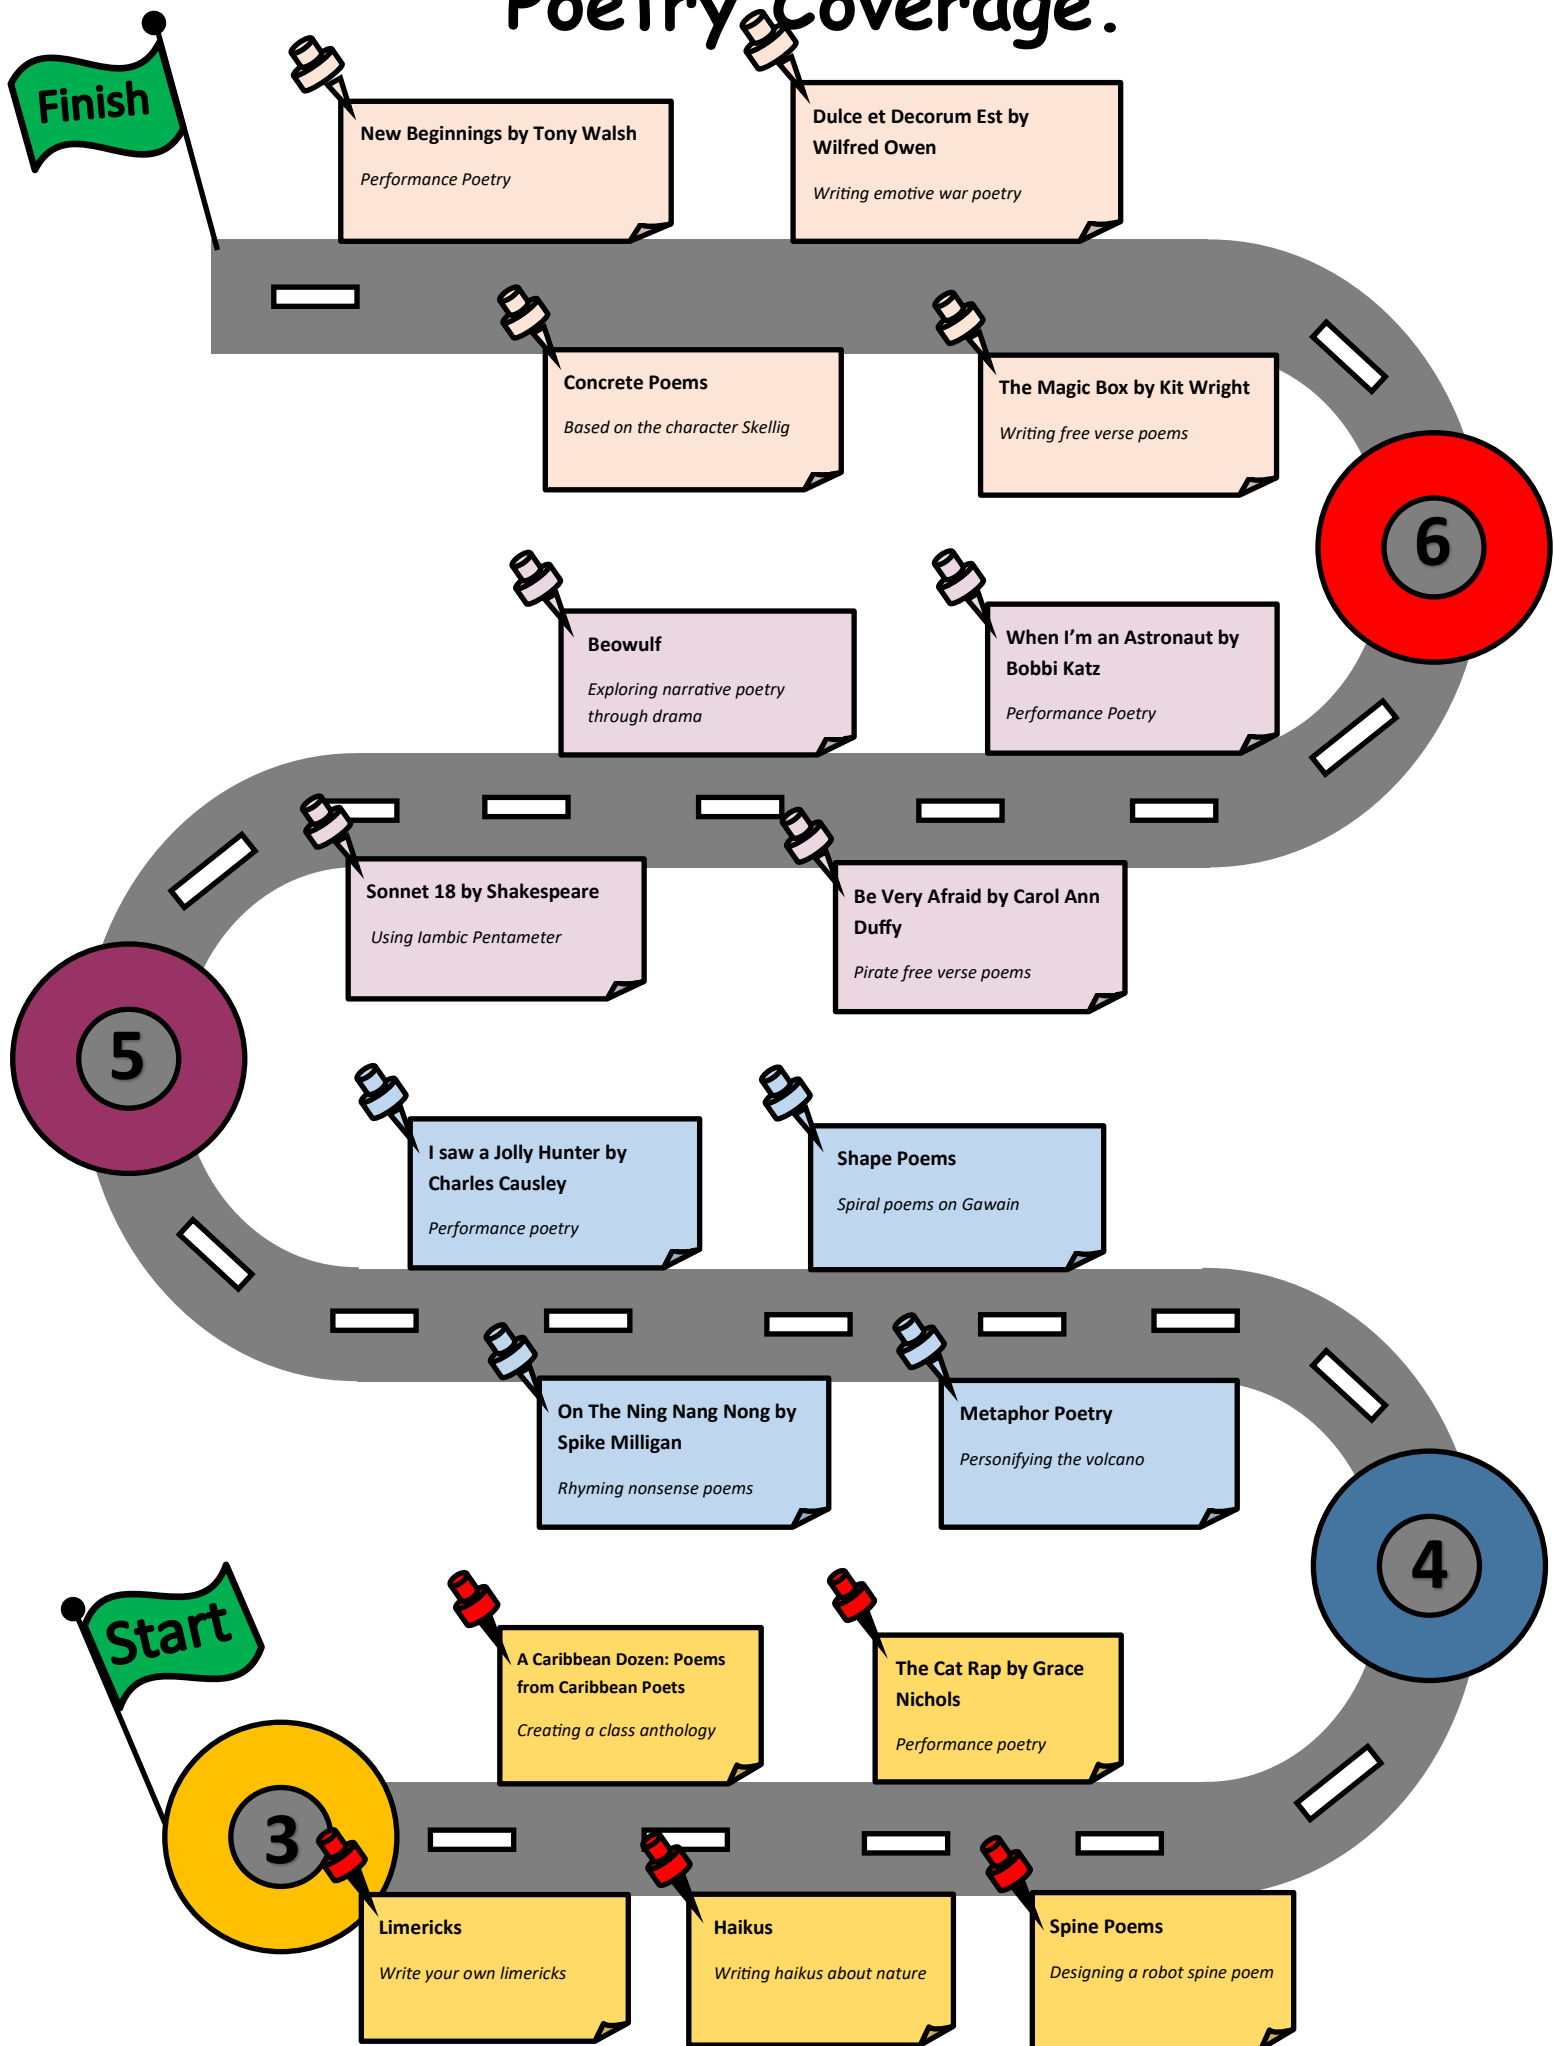 Poetry Coverage.
Finish
New Beginnings by Tony Walsh
Performance Poetry
Dulce et Decorum Est by
Wilfred Owen
Writing emotive war poetry
Concrete Poems
Based on the character Skellig
The Magic Box by Kit Wright
Writing free verse poems
6
Beowulf
Exploring narrative poetry
through drama
When I’m an Astronaut by
Bobbi Katz
Performance Poetry
Sonnet 18 by Shakespeare
Using Iambic Pentameter
Be Very Afraid by Carol Ann
Duffy
Pirate free verse poems
5
I saw a Jolly Hunter by
Charles Causley
Performance poetry
Shape Poems
Spiral poems on Gawain
On The Ning Nang Nong by
Spike Milligan
Rhyming nonsense poems
Metaphor Poetry
Personifying the volcano
4
Start
A Caribbean Dozen: Poems
from Caribbean Poets
Creating a class anthology
The Cat Rap by Grace
Nichols
Performance poetry
3
Limericks
Write your own limericks
Haikus
Writing haikus about nature
Spine Poems
Designing a robot spine poem